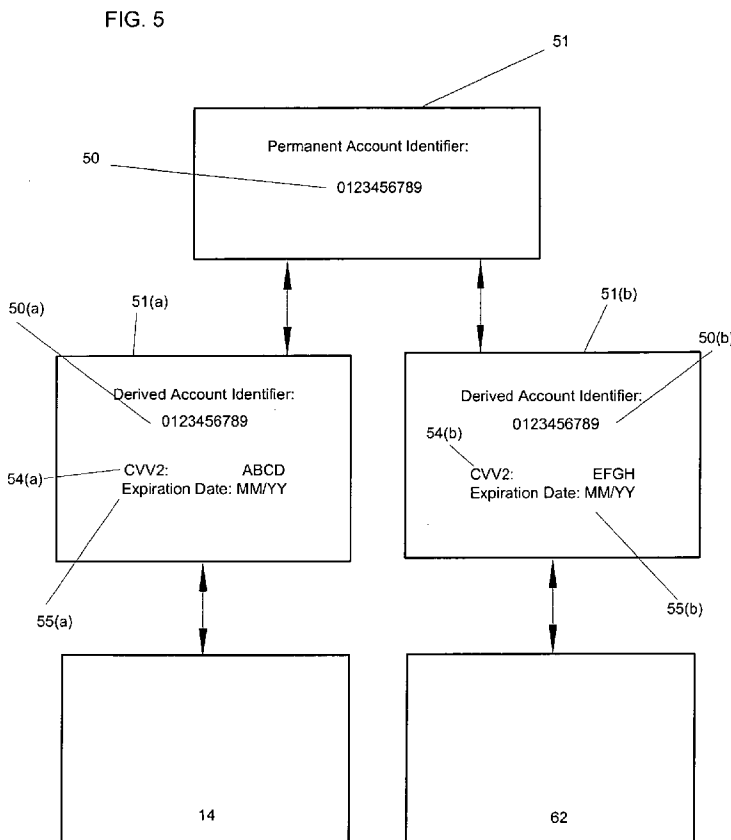 FIG. 5
51
Permanent Account Identifier:
50
0123456789
51(a)
51(b)
50(a)
50(b)
Derived Account Identifier:
0123456789
Derived Account Identifier:
0123456789
54(b)
54(a)
CVV2: ABCD
Expiration Date: MM/YY
CVV2: EFGH
Expiration Date: MM/YY
55(a)
55(b)
14
62